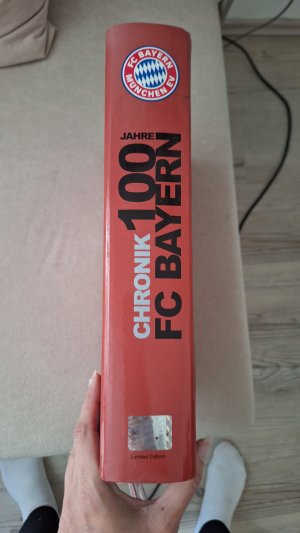 FC BAYERN
MÜNCHEN EV
CHRONIK 100 JAHRE
FC BAYERN
Limited Edition